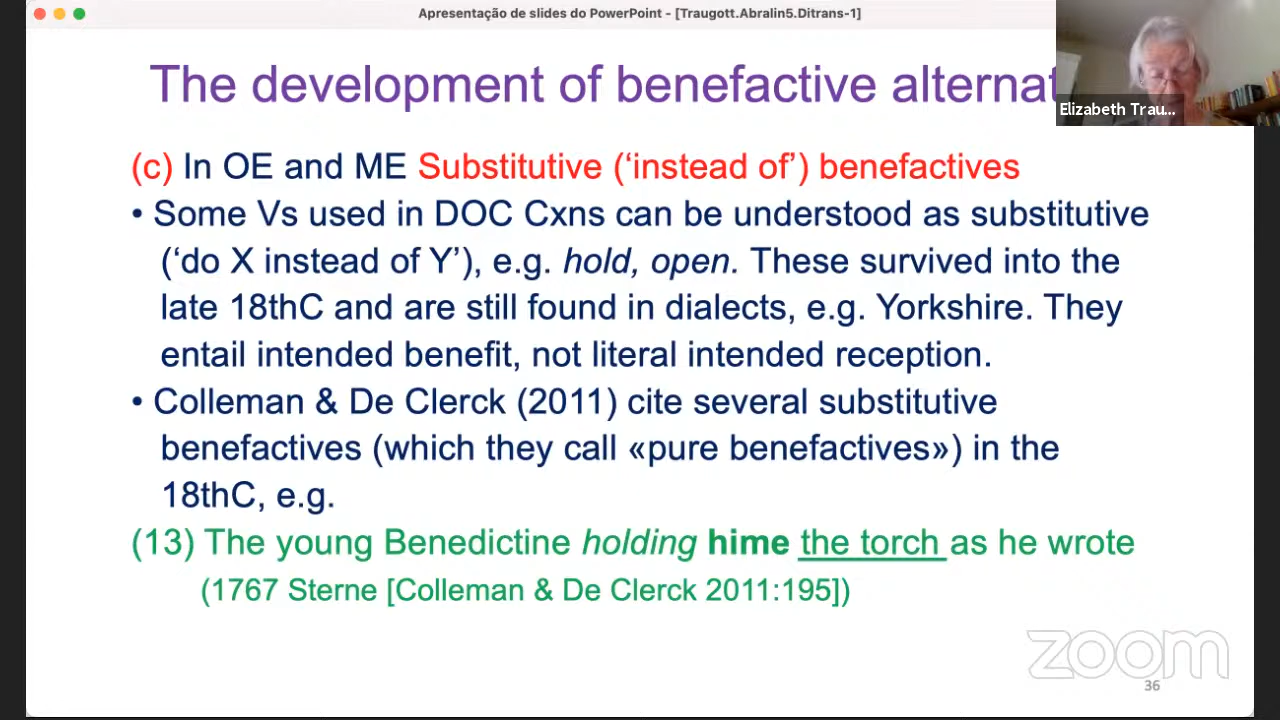 Apresentação de slides do PowerPoint - [Traugott.Abralin5.Ditrans-1]
The development of benefactive alternat
Elizabeth Trau...
(c) In OE and ME Substitutive (‘instead of’) benefactives
• Some Vs used in DOC Cxns can be understood as substitutive
(‘do X instead of Y’), e.g. hold, open. These survived into the
late 18thC and are still found in dialects, e.g. Yorkshire. They
entail intended benefit, not literal intended reception.
• Colleman & De Clerck (2011) cite several substitutive
benefactives (which they call «pure benefactives») in the
18thC, e.g.
(13) The young Benedictine holding hime the torch as he wrote
(1767 Sterne [Colleman & De Clerck 2011:195])
zoom
36